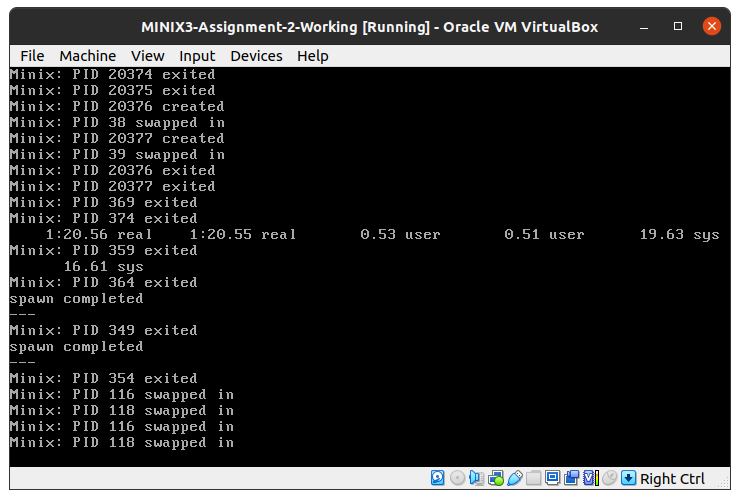 MINIX3-Assignment-2-Working [Running] - Oracle VM VirtualBox
File Machine View Input Devices Help
Minix: PID 20374 exited
Minix: PID 20375 exited
Minix: PID 20376 created
Minix: PID 38 swapped in
Minix: PID 20377 created
Minix: PID 39 swapped in
Minix: PID 20376 exited
Minix: PID 20377 exited
Minix: PID 369 exited
Minix: PID 374 exited
1:20.56 real 1:20.55 real 0.53 user 0.51 user 19.63 sys
Minix: PID 359 exited
16.61 sys
Minix: PID 364 exited
spawn completed
---
Minix: PID 349 exited
spawn completed
---
Minix: PID 354 exited
Minix: PID 116 swapped in
Minix: PID 118 swapped in
Minix: PID 116 swapped in
Minix: PID 118 swapped in
Right Ctrl